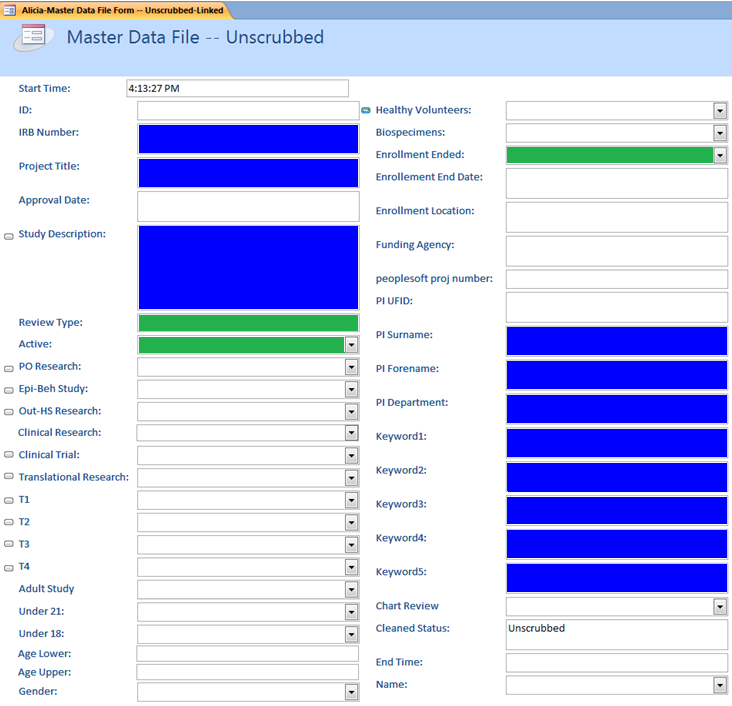 Alicia-Master Data File Form -- Unscrubbed-Linked
Master Data File -- Unscrubbed
Start Time: 4:13:27 PM
ID:
IRB Number:
Project Title:
Approval Date:
Study Description:
Review Type:
Active:
PO Research:
Epi-Beh Study:
Out-HS Research:
Clinical Research:
Clinical Trial:
Translational Research:
T1
T2
T3
T4
Adult Study
Under 21:
Under 18:
Age Lower:
Age Upper:
Gender:
Healthy Volunteers:
Biospecimens:
Enrollment Ended:
Enrollement End Date:
Enrollment Location:
Funding Agency:
peoplesoft proj number:
PI UFID:
PI Surname:
PI Forename:
PI Department:
Keyword1:
Keyword2:
Keyword3:
Keyword4:
Keyword5:
Chart Review
Cleaned Status: Unscrubbed
End Time:
Name: